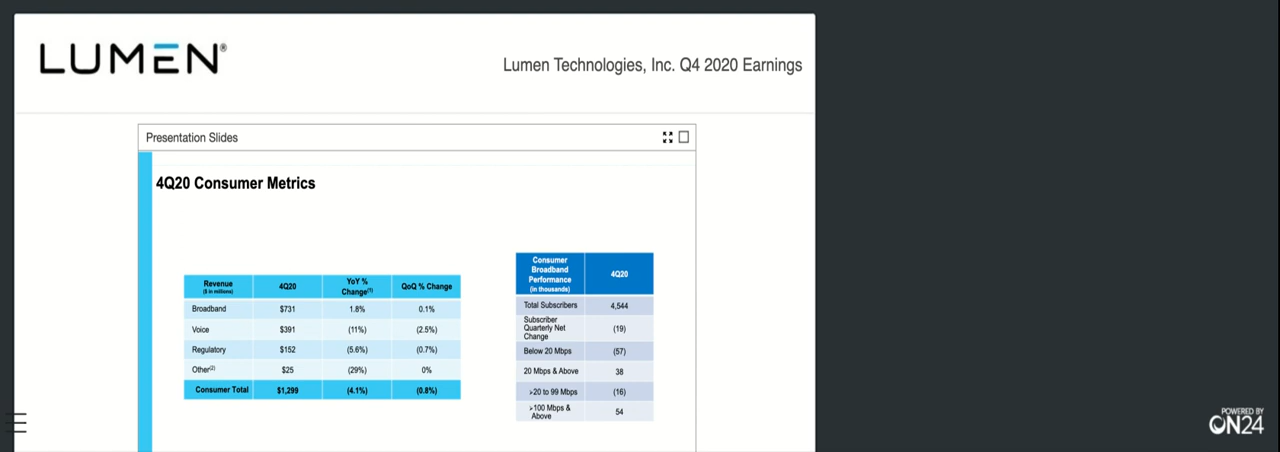 LUMEN®
Lumen Technologies, Inc. Q4 2020 Earnings
Presentation Slides
4Q20 Consumer Metrics
Revenue ($ in millions) 4Q20 YoY % Change(1) QoQ % Change
Broadband $731 1.8% 0.1%
Voice $391 (11%) (2.5%)
Regulatory $152 (5.6%) (0.7%)
Other(2) $25 (29%) 0%
Consumer Total $1,299 (4.1%) (0.8%)
Consumer Broadband Performance (in thousands) 4Q20
Total Subscribers 4,544
Subscriber Quarterly Net Change (19)
Below 20 Mbps (57)
20 Mbps & Above 38
>20 to 99 Mbps (16)
>100 Mbps & Above 54
POWERED BY
ON24